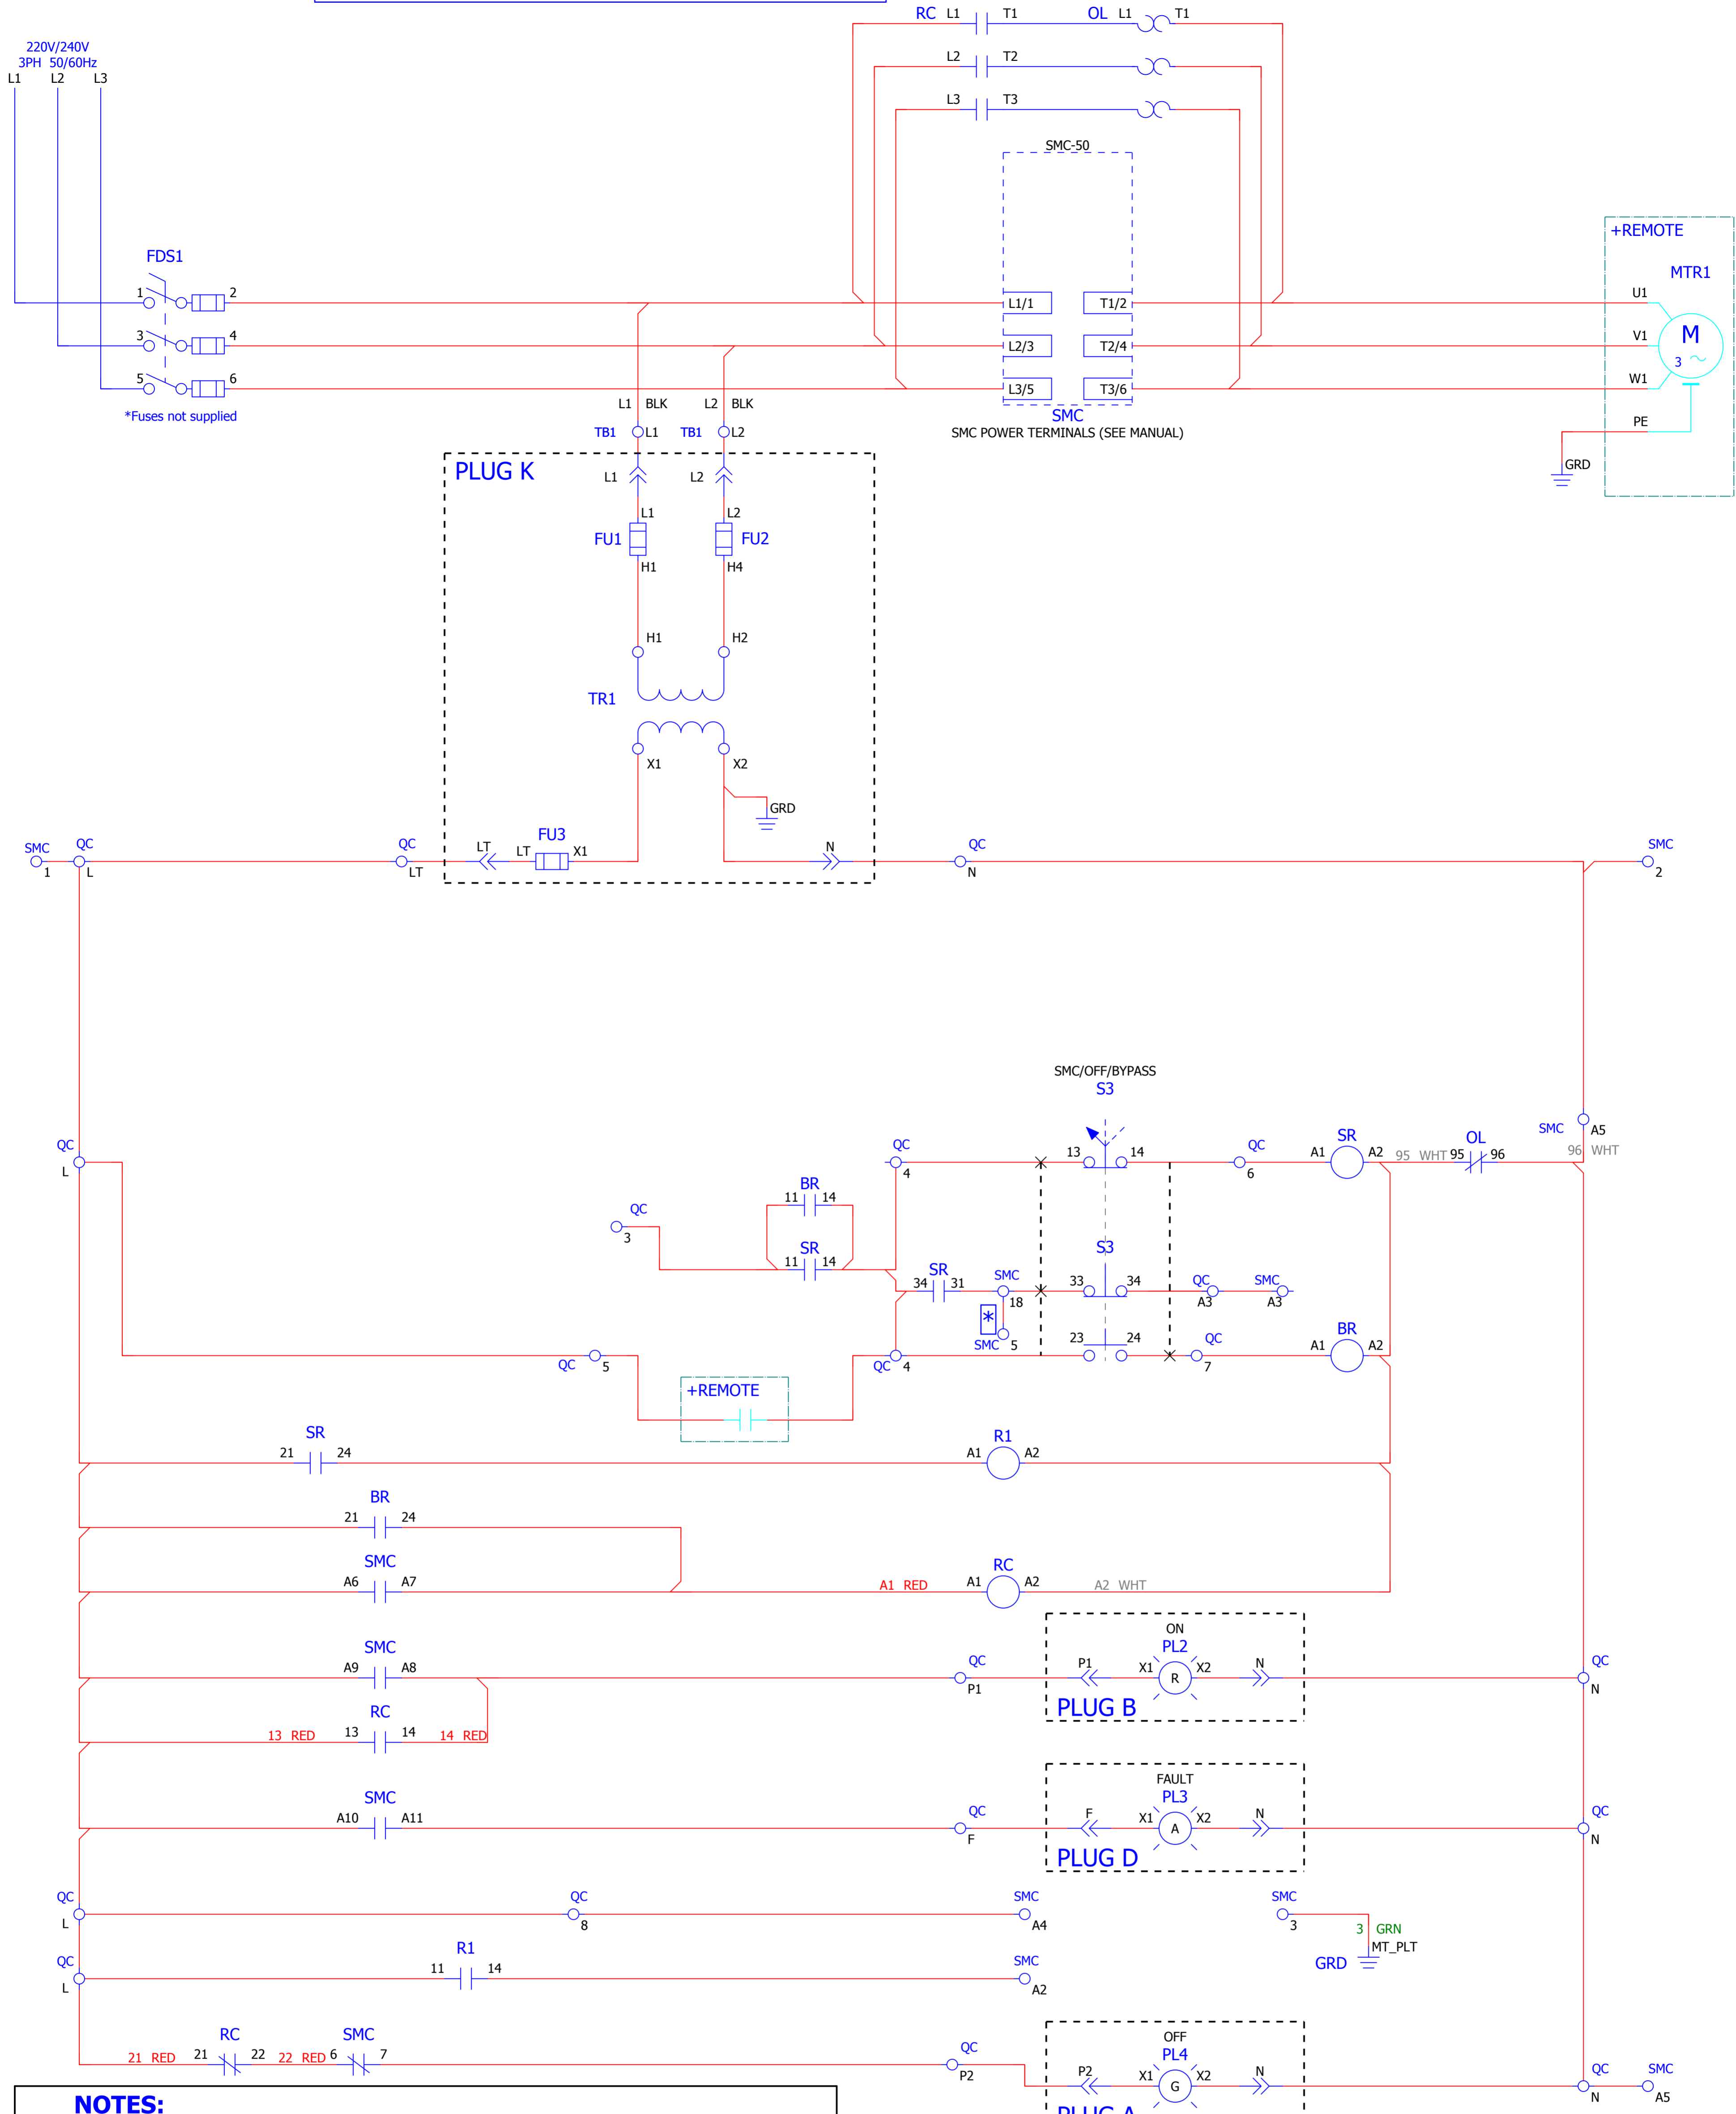 RC L1 T1 OL L1 T1
220V/240V
3PH 50/60Hz
L1 L2 L3
L2 T2
L3 T3
SMC-50
+REMOTE
FDS1
MTR1
1 2 L1/1 T1/2 U1
3 4 L2/3 T2/4 V1
M
3
5 6 L3/5 T3/6 W1
*Fuses not supplied
L1 BLK L2 BLK
SMC
PE
TB1 L1 TB1 L2
SMC POWER TERMINALS (SEE MANUAL)
GRD
PLUG K
L1 L2
L1 L2
FU1 FU2
H1 H4
H1 H2
TR1
X1 X2
GRD
FU3
SMC QC QC LT LT X1 N QC SMC
1 L LT N 2
SMC/OFF/BYPASS
S3
SMC A5
QC QC 13 14 QC SR OL
L 4 6 A1 A2 95 WHT 95 96 96 WHT
BR
11 14
QC
3
SR S3
11 14
SR SMC 33 34 QC SMC
34 31 18 A3 A3
*
SMC 5
23 24 QC BR
QC 5 QC 4 7 A1 A2
+REMOTE
SR R1
21 24 A1 A2
BR
21 24
SMC RC
A6 A7 A1 RED A1 A2 A2 WHT
ON
SMC PL2
A9 A8 QC P1 X1 R X2 N QC
P1 N
PLUG B
RC
13 RED 13 14 14 RED
FAULT
SMC PL3
A10 A11 QC F X1 A X2 N QC
F N
PLUG D
QC QC SMC SMC
L 8 A4 3
3 GRN
MT_PLT
GRD
QC R1 SMC
L 11 14 A2
OFF
RC SMC PL4
21 RED 21 22 22 RED 6 7 QC P2 X1 G X2 N QC SMC
P2 N A5
NOTES:
PLUG A